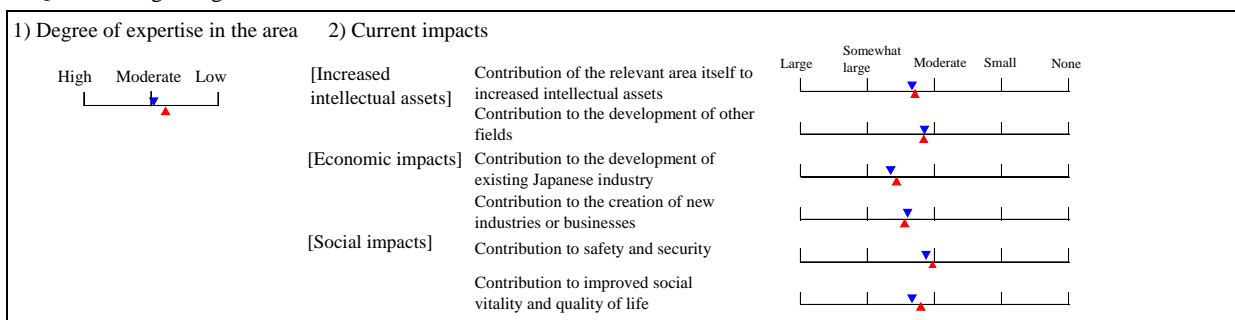 1) Degree of expertise in the area 2) Current impacts
High Moderate Low
[Increased
intellectual assets]
Contribution of the relevant area itself to
increased intellectual assets
Large Somewhat
large Moderate Small None
Contribution to the development of other
fields
[Economic impacts] Contribution to the development of
existing Japanese industry
Contribution to the creation of new
industries or businesses
[Social impacts] Contribution to safety and security
Contribution to improved social
vitality and quality of life